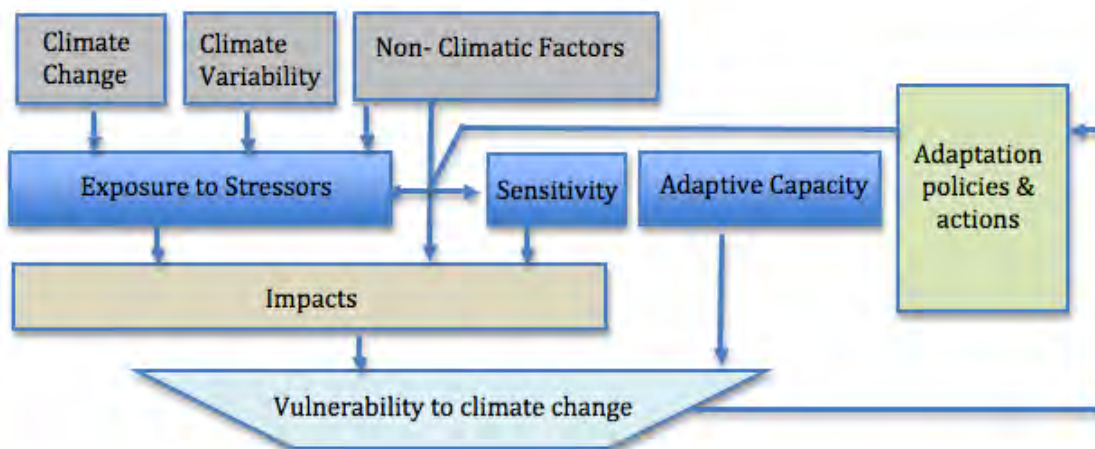 Climate
Change
Climate
Variability
Non- Climatic Factors
Exposure to Stressors
Sensitivity
Adaptive Capacity
Adaptation
policies &
actions
Impacts
Vulnerability to climate change